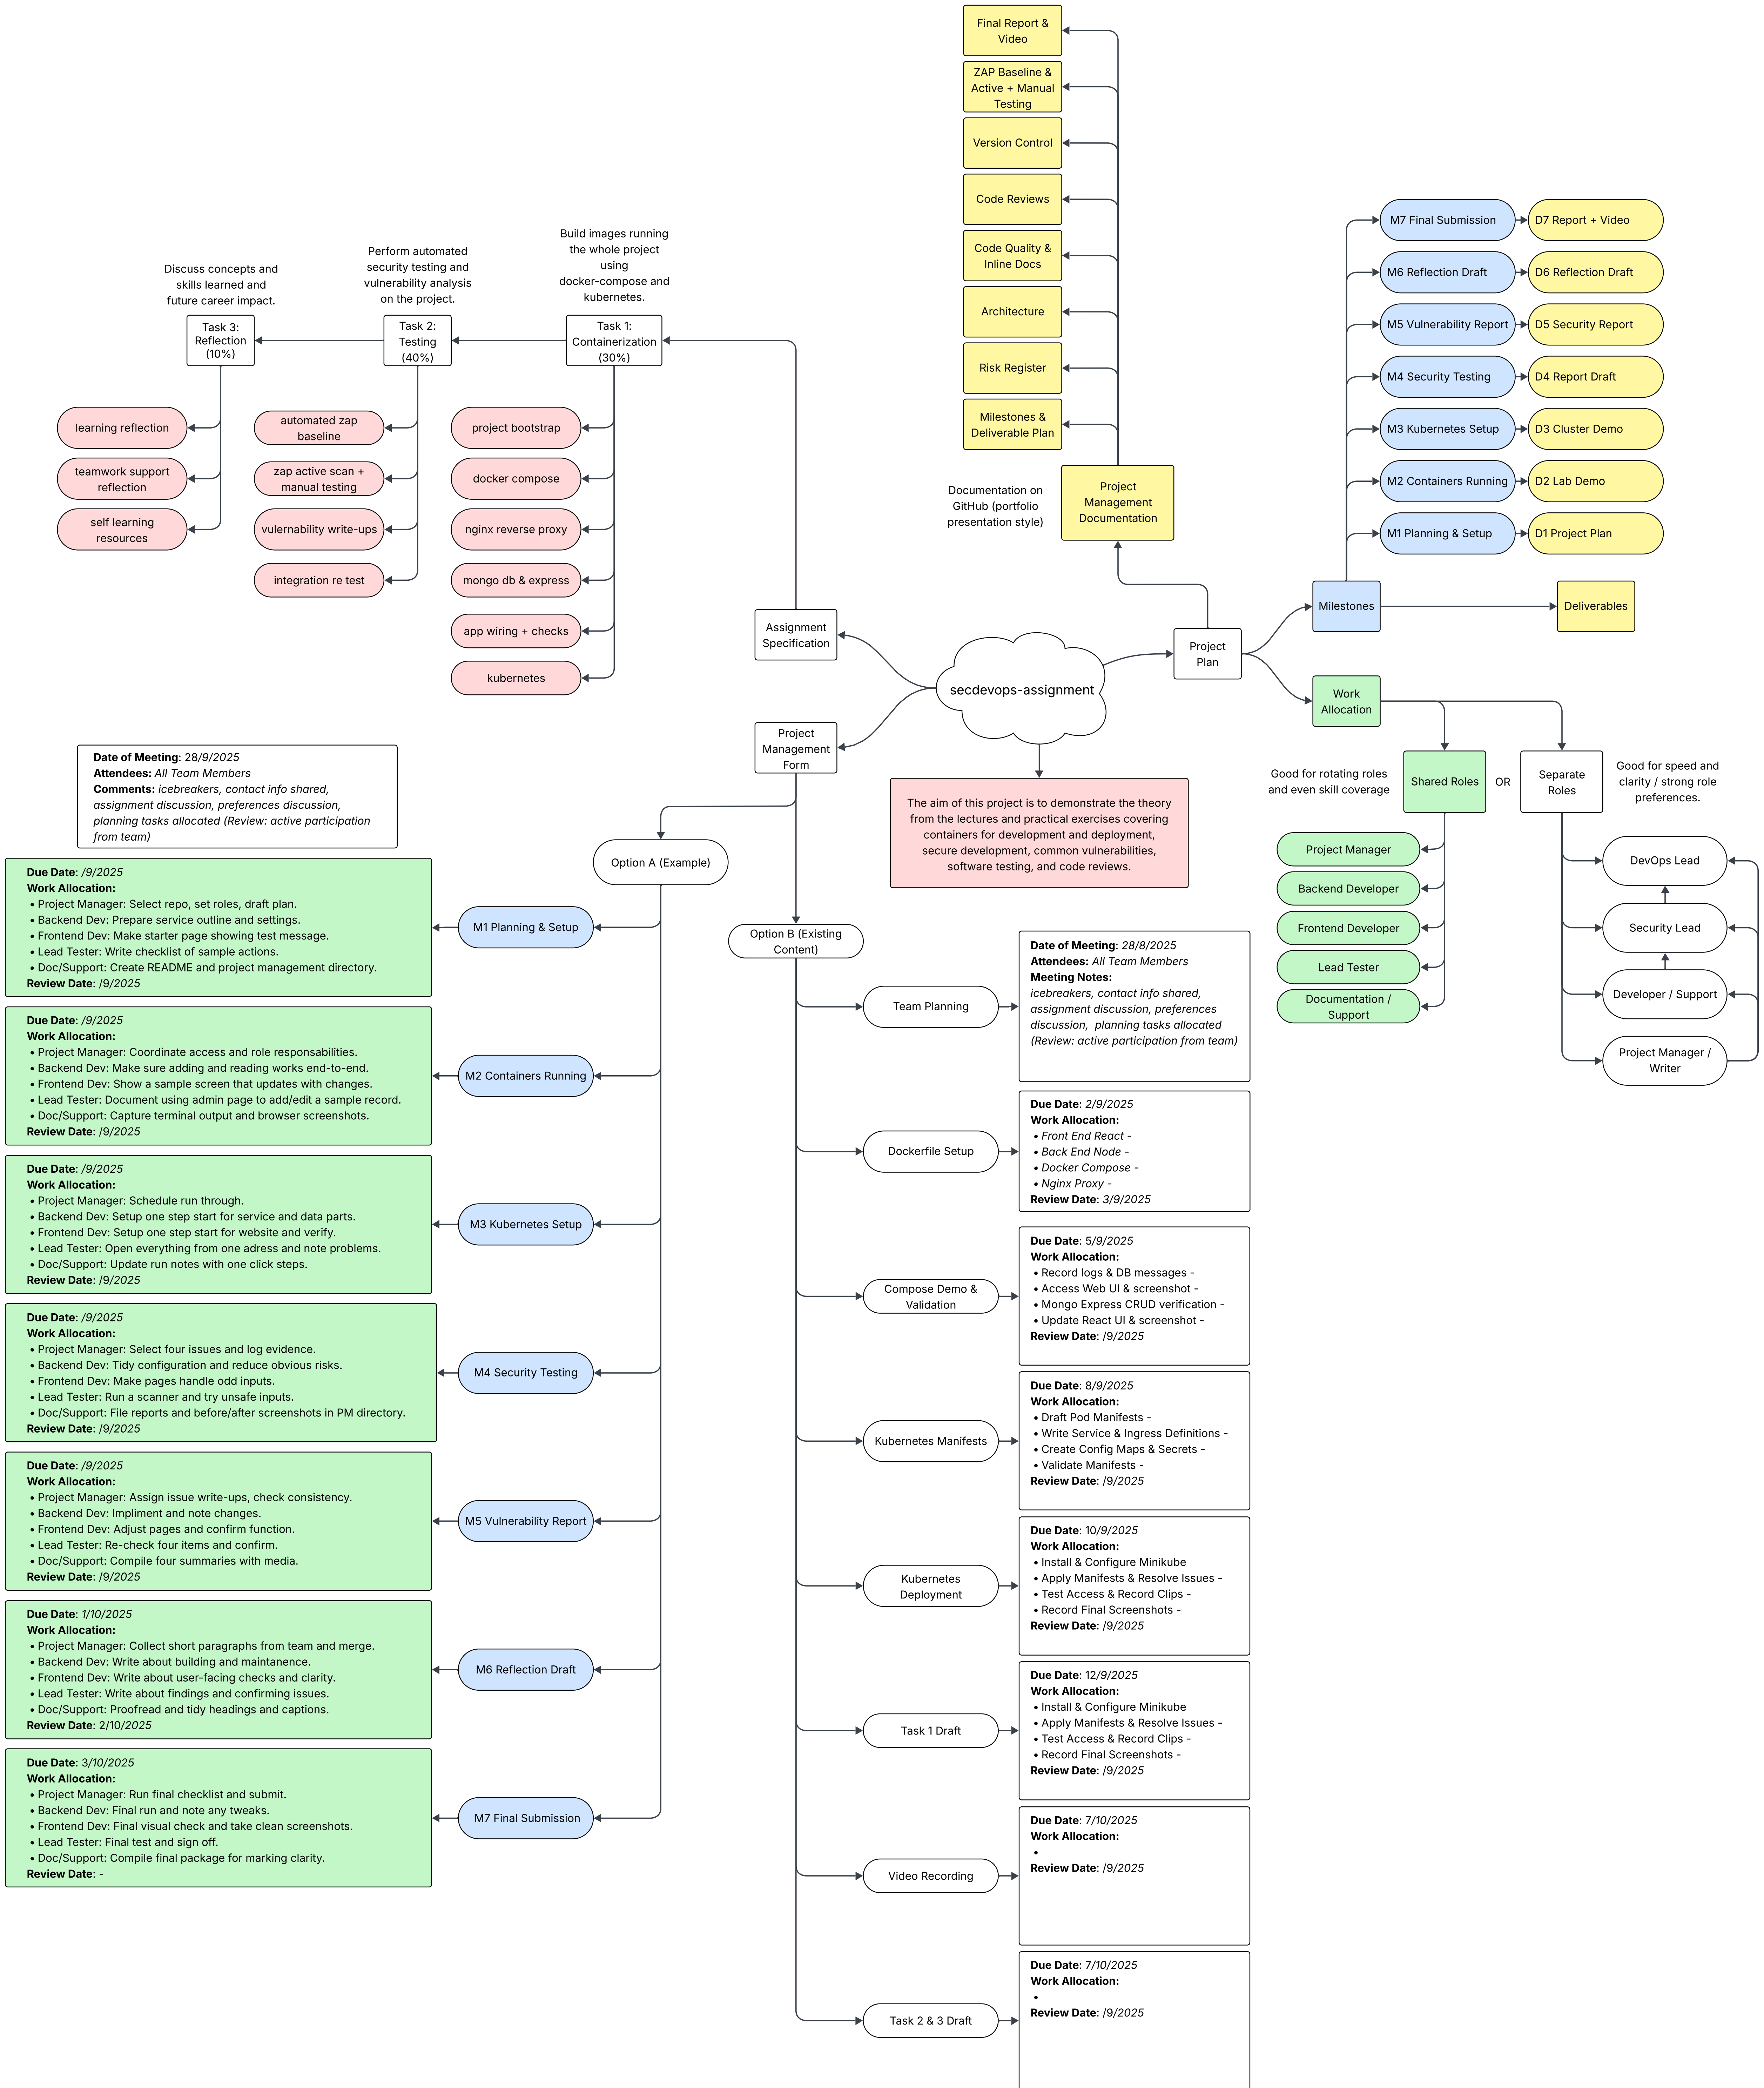 Final Report &
Video
ZAP Baseline &
Active + Manual
Testing
Version Control
Code Reviews
Code Quality &
Inline Docs
Architecture
Risk Register
Milestones &
Deliverable Plan
Documentation on
GitHub (portfolio
presentation style)
Project
Management
Documentation
M7 Final Submission
D7 Report + Video
M6 Reflection Draft
D6 Reflection Draft
M5 Vulnerability Report
D5 Security Report
M4 Security Testing
D4 Report Draft
M3 Kubernetes Setup
D3 Cluster Demo
M2 Containers Running
D2 Lab Demo
M1 Planning & Setup
D1 Project Plan
Milestones
Deliverables
Discuss concepts and
skills learned and
future career impact.
Perform automated
security testing and
vulnerability analysis
on the project.
Build images running
the whole project
using
docker-compose and
kubernetes.
Task 3:
Reflection
(10%)
Task 2:
Testing
(40%)
Task 1:
Containerization
(30%)
learning reflection
teamwork support
reflection
self learning
resources
automated zap
baseline
zap active scan +
manual testing
vulernability write-ups
integration re test
project bootstrap
docker compose
nginx reverse proxy
mongo db & express
app wiring + checks
kubernetes
Assignment
Specification
secdevops-assignment
Project
Plan
Work
Allocation
Project
Management
Form
Good for rotating roles
and even skill coverage
Shared Roles
OR
Separate
Roles
Good for speed and
clarity / strong role
preferences.
Project Manager
Backend Developer
Frontend Developer
Lead Tester
Documentation /
Support
DevOps Lead
Security Lead
Developer / Support
Project Manager /
Writer
The aim of this project is to demonstrate the theory
from the lectures and practical exercises covering
containers for development and deployment,
secure development, common vulnerabilities,
software testing, and code reviews.
Date of Meeting: 28/9/2025
Attendees: All Team Members
Comments: icebreakers, contact info shared,
assignment discussion, preferences discussion,
planning tasks allocated (Review: active participation
from team)
Option A (Example)
Due Date: /9/2025
Work Allocation:
• Project Manager: Select repo, set roles, draft plan.
• Backend Dev: Prepare service outline and settings.
• Frontend Dev: Make starter page showing test message.
• Lead Tester: Write checklist of sample actions.
• Doc/Support: Create README and project management directory.
Review Date: /9/2025
M1 Planning & Setup
Due Date: /9/2025
Work Allocation:
• Project Manager: Coordinate access and role responsabilities.
• Backend Dev: Make sure adding and reading works end-to-end.
• Frontend Dev: Show a sample screen that updates with changes.
• Lead Tester: Document using admin page to add/edit a sample record.
• Doc/Support: Capture terminal output and browser screenshots.
Review Date: /9/2025
M2 Containers Running
Due Date: /9/2025
Work Allocation:
• Project Manager: Schedule run through.
• Backend Dev: Setup one step start for service and data parts.
• Frontend Dev: Setup one step start for website and verify.
• Lead Tester: Open everything from one adress and note problems.
• Doc/Support: Update run notes with one click steps.
Review Date: /9/2025
M3 Kubernetes Setup
Due Date: /9/2025
Work Allocation:
• Project Manager: Select four issues and log evidence.
• Backend Dev: Tidy configuration and reduce obvious risks.
• Frontend Dev: Make pages handle odd inputs.
• Lead Tester: Run a scanner and try unsafe inputs.
• Doc/Support: File reports and before/after screenshots in PM directory.
Review Date: /9/2025
M4 Security Testing
Due Date: /9/2025
Work Allocation:
• Project Manager: Assign issue write-ups, check consistency.
• Backend Dev: Impliment and note changes.
• Frontend Dev: Adjust pages and confirm function.
• Lead Tester: Re-check four items and confirm.
• Doc/Support: Compile four summaries with media.
Review Date: /9/2025
M5 Vulnerability Report
Due Date: 1/10/2025
Work Allocation:
• Project Manager: Collect short paragraphs from team and merge.
• Backend Dev: Write about building and maintanence.
• Frontend Dev: Write about user-facing checks and clarity.
• Lead Tester: Write about findings and confirming issues.
• Doc/Support: Proofread and tidy headings and captions.
Review Date: 2/10/2025
M6 Reflection Draft
Due Date: 3/10/2025
Work Allocation:
• Project Manager: Run final checklist and submit.
• Backend Dev: Final run and note any tweaks.
• Frontend Dev: Final visual check and take clean screenshots.
• Lead Tester: Final test and sign off.
• Doc/Support: Compile final package for marking clarity.
Review Date: -
M7 Final Submission
Option B (Existing
Content)
Team Planning
Date of Meeting: 28/8/2025
Attendees: All Team Members
Meeting Notes:
icebreakers, contact info shared,
assignment discussion, preferences
discussion, planning tasks allocated
(Review: active participation from team)
Dockerfile Setup
Due Date: 2/9/2025
Work Allocation:
• Front End React -
• Back End Node -
• Docker Compose -
• Nginx Proxy -
Review Date: 3/9/2025
Compose Demo &
Validation
Due Date: 5/9/2025
Work Allocation:
• Record logs & DB messages -
• Access Web UI & screenshot -
• Mongo Express CRUD verification -
• Update React UI & screenshot -
Review Date: /9/2025
Kubernetes Manifests
Due Date: 8/9/2025
Work Allocation:
• Draft Pod Manifests -
• Write Service & Ingress Definitions -
• Create Config Maps & Secrets -
• Validate Manifests -
Review Date: /9/2025
Kubernetes
Deployment
Due Date: 10/9/2025
Work Allocation:
• Install & Configure Minikube
• Apply Manifests & Resolve Issues -
• Test Access & Record Clips -
• Record Final Screenshots -
Review Date: /9/2025
Task 1 Draft
Due Date: 12/9/2025
Work Allocation:
• Install & Configure Minikube
• Apply Manifests & Resolve Issues -
• Test Access & Record Clips -
• Record Final Screenshots -
Review Date: /9/2025
Video Recording
Due Date: 7/10/2025
Work Allocation:
•
Review Date: /9/2025
Task 2 & 3 Draft
Due Date: 7/10/2025
Work Allocation:
•
Review Date: /9/2025